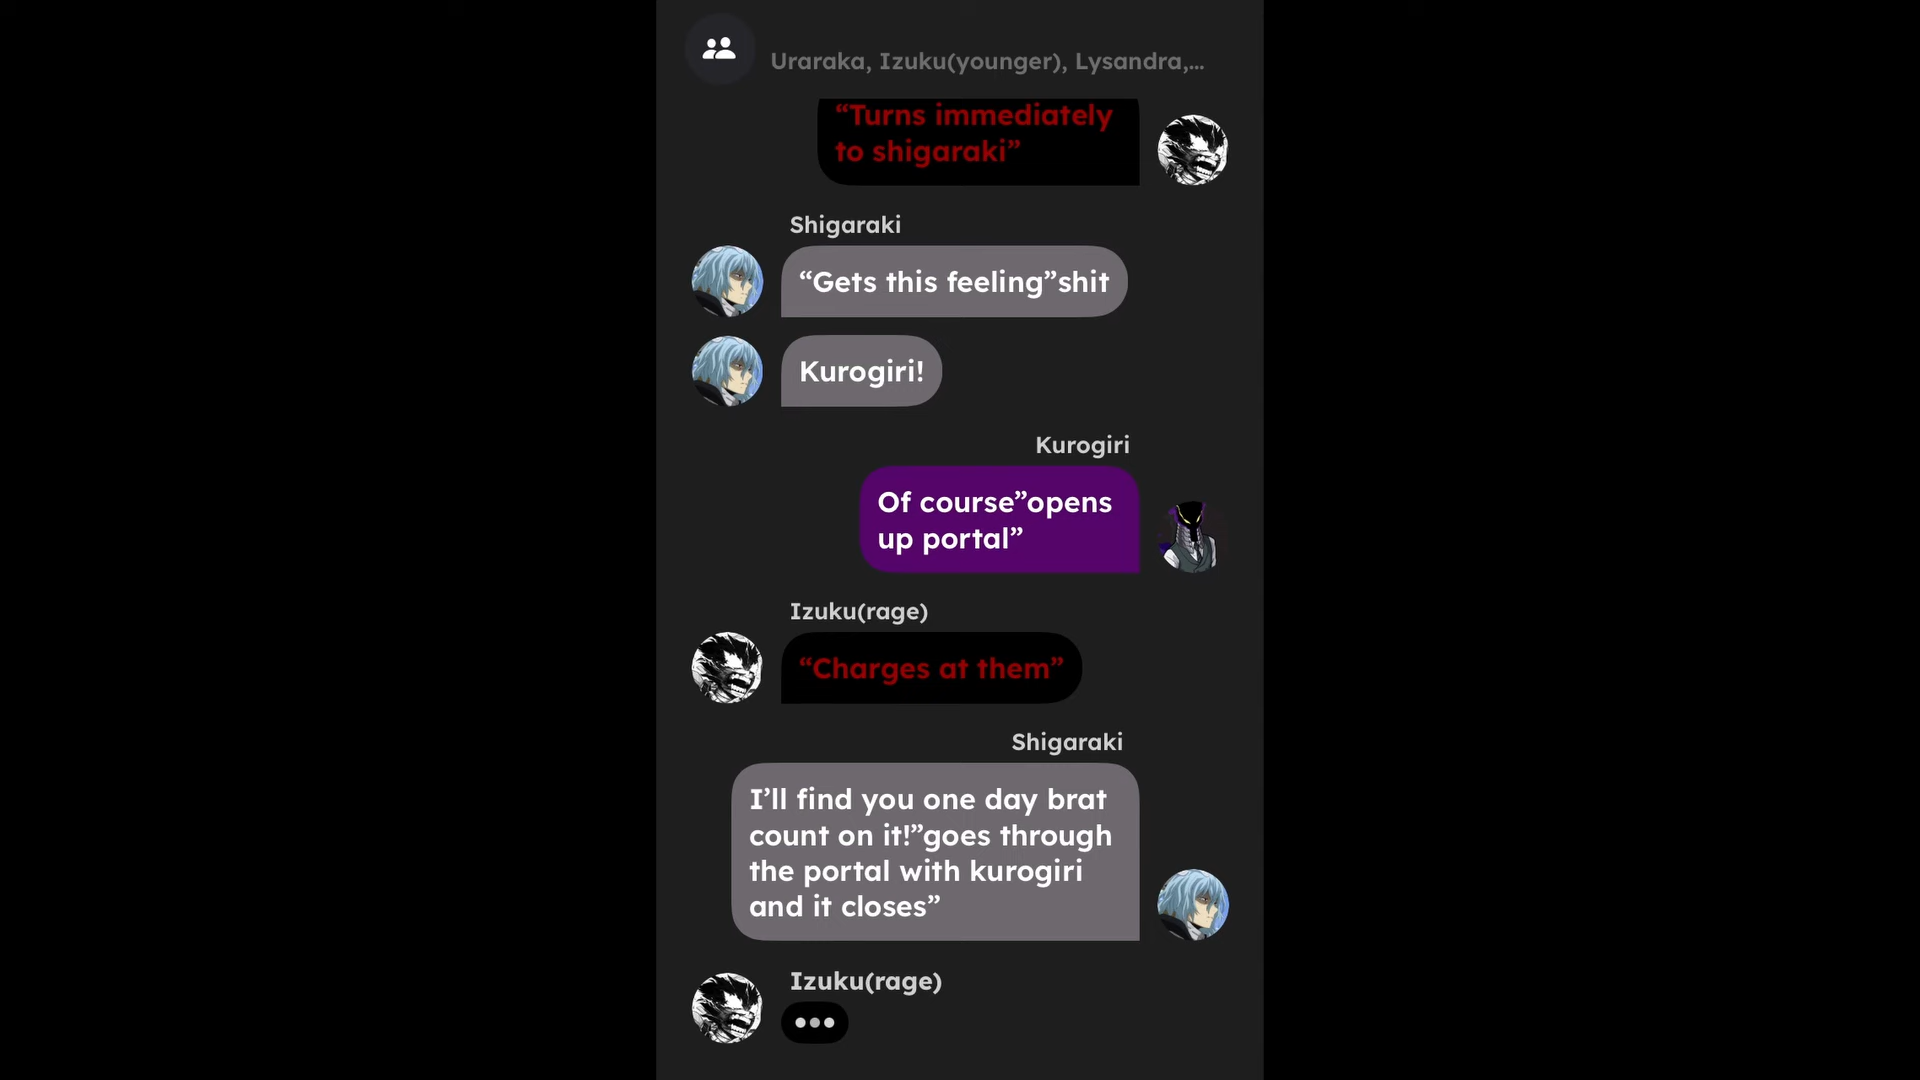 Uraraka, Izuku(younger), Lysandra,...
“Turns immediately
to shigaraki”
Shigaraki
“Gets this feeling”shit
Kurogiri!
Kurogiri
Of course”opens
up portal”
Izuku(rage)
“Charges at them”
Shigaraki
I’ll find you one day brat
count on it!”goes through
the portal with kurogiri
and it closes”
Izuku(rage)